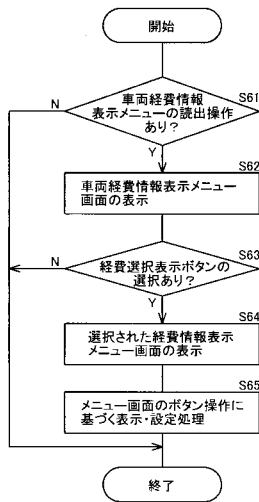 開始
S61
車両経費情報
表示メニューの読出操作
あり？
N
Y
S62
車両経費情報表示メニュー
画面の表示
S63
経費選択表示ボタンの
選択あり？
N
Y
S64
選択された経費情報表示
メニュー画面の表示
S65
メニュー画面のボタン操作に
基づく表示・設定処理
終了